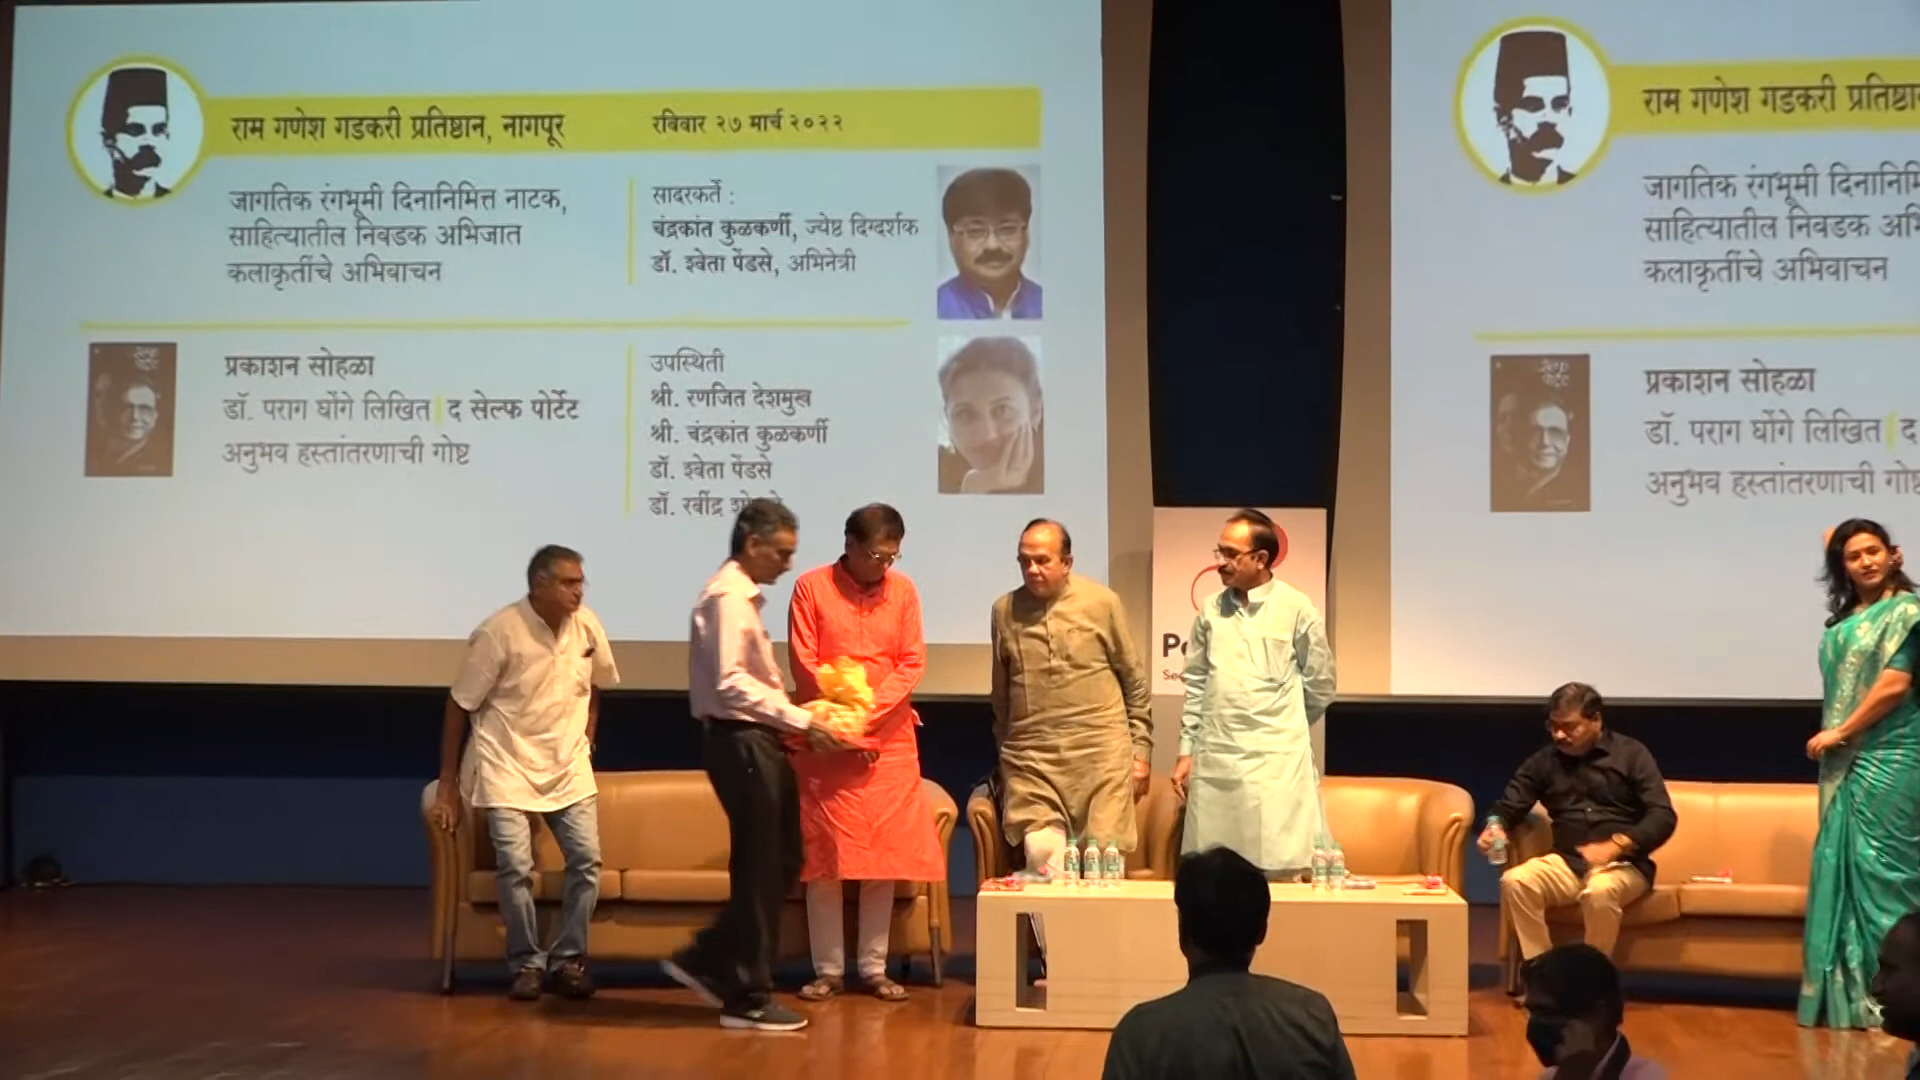 राम गणेश गडकरी प्रतिष्ठान, नागपूर
रविवार २७ मार्च २०२२
जागतिक रंगभूमी दिनानिमित्त नाटक,
साहित्यातील निवडक अभिजात
कलाकृतींचे अभिवाचन
सादरकर्ते :
चंद्रकांत कुळकर्णी, ज्येष्ठ दिग्दर्शक
डॉ. श्वेता पेंडसे, अभिनेत्री
प्रकाशन सोहळा
डॉ. पराग घोंगे लिखित द सेल्फ पोर्टेट
अनुभव हस्तांतरणाची गोष्ट
उपस्थिती
श्री. रणजित देशमुख
श्री. चंद्रकांत कुळकर्णी
डॉ. श्वेता पेंडसे
डॉ. रवींद्र
राम गणेश गडकरी
जागतिक रंगभूमी
साहित्यातील निवडक
कलाकृतींचे अभिवाचन
प्रकाशन सोहळा
डॉ. पराग घोंगे लिखित द
अनुभव हस्तांतरणाची